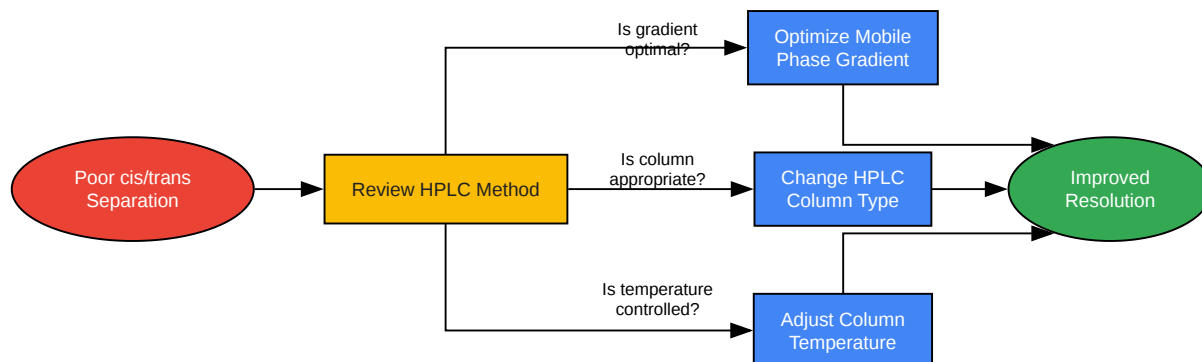 Is gradient
optimal?
Optimize Mobile
Phase Gradient
Poor cis/trans
Separation
Review HPLC Method
Is column
appropriate?
Change HPLC
Column Type
Improved
Resolution
Is temperature
controlled?
Adjust Column
Temperature